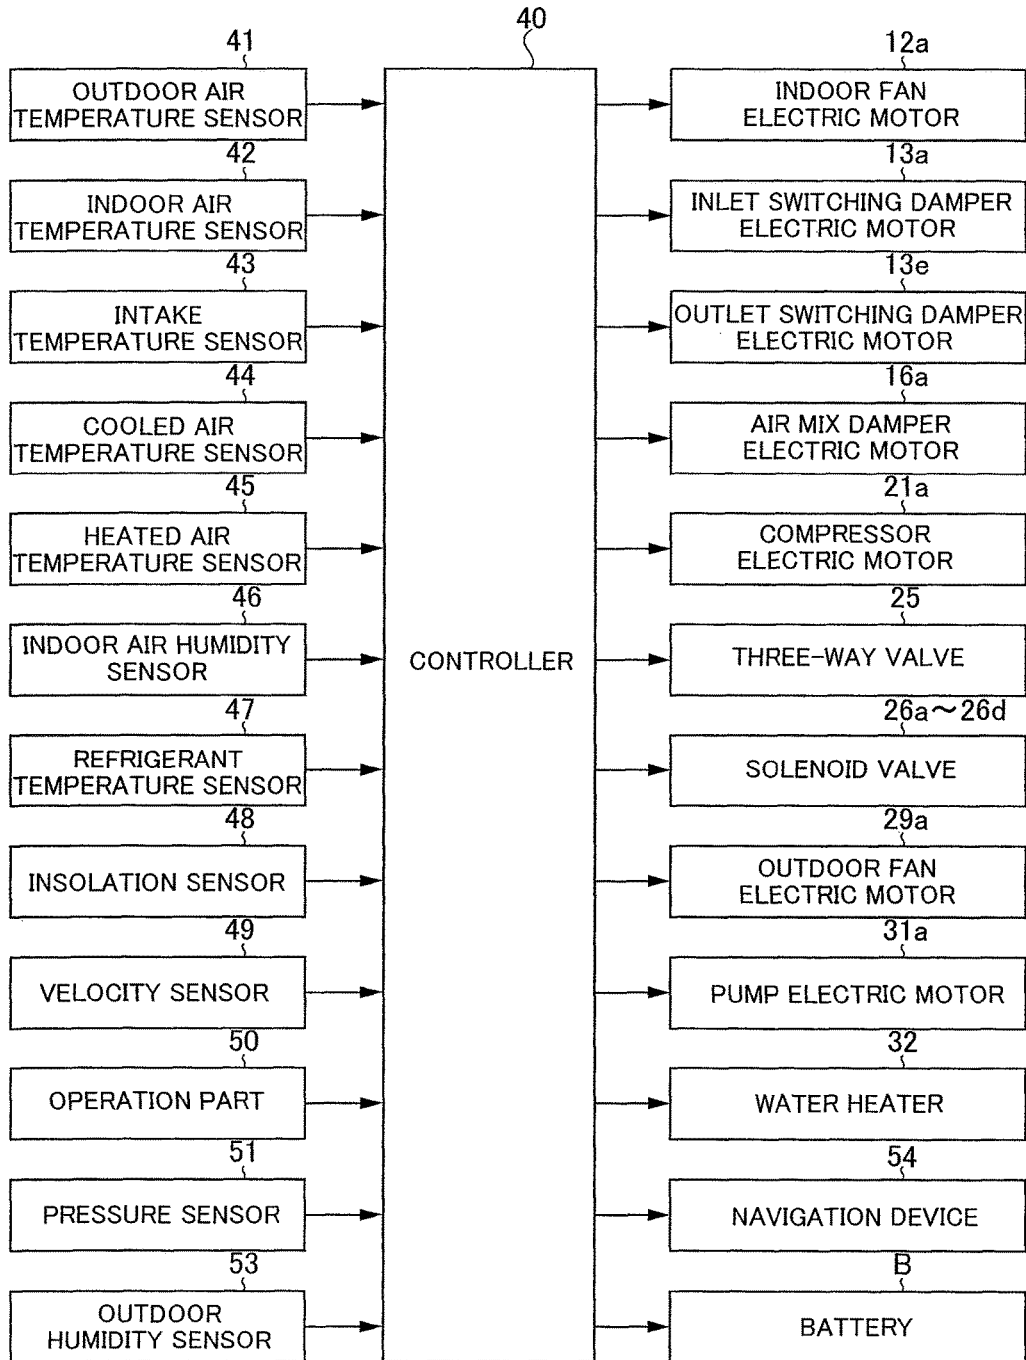 40
41
OUTDOOR AIR
TEMPERATURE SENSOR
42
INDOOR AIR
TEMPERATURE SENSOR
43
INTAKE
TEMPERATURE SENSOR
44
COOLED AIR
TEMPERATURE SENSOR
45
HEATED AIR
TEMPERATURE SENSOR
46
INDOOR AIR HUMIDITY
SENSOR
47
REFRIGERANT
TEMPERATURE SENSOR
48
INSOLATION SENSOR
49
VELOCITY SENSOR
50
OPERATION PART
51
PRESSURE SENSOR
53
OUTDOOR
HUMIDITY SENSOR
CONTROLLER
12a
INDOOR FAN
ELECTRIC MOTOR
13a
INLET SWITCHING DAMPER
ELECTRIC MOTOR
13e
OUTLET SWITCHING DAMPER
ELECTRIC MOTOR
16a
AIR MIX DAMPER
ELECTRIC MOTOR
21a
COMPRESSOR
ELECTRIC MOTOR
25
THREE-WAY VALVE
26a～26d
SOLENOID VALVE
29a
OUTDOOR FAN
ELECTRIC MOTOR
31a
PUMP ELECTRIC MOTOR
32
WATER HEATER
54
NAVIGATION DEVICE
B
BATTERY